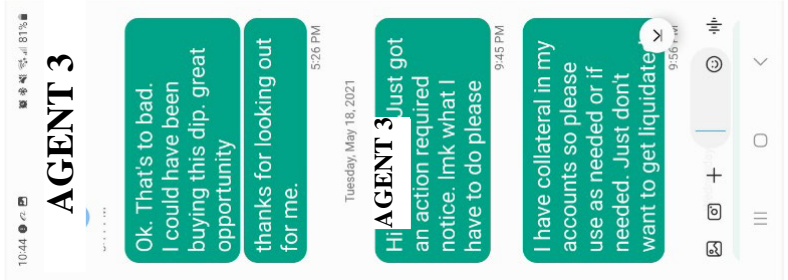 10:44
81%
AGENT 3
Ok. That's to bad.
I could have been
buying this dip. great
opportunity
thanks for looking out
for me.
5:26 PM
Tuesday, May 18, 2021
Hi AGENT 3 Just got
an action required
notice. lmk what I
have to do please
9:45 PM
I have collateral in my
accounts so please
use as needed or if
needed. Just don't
want to get liquidate
9:56